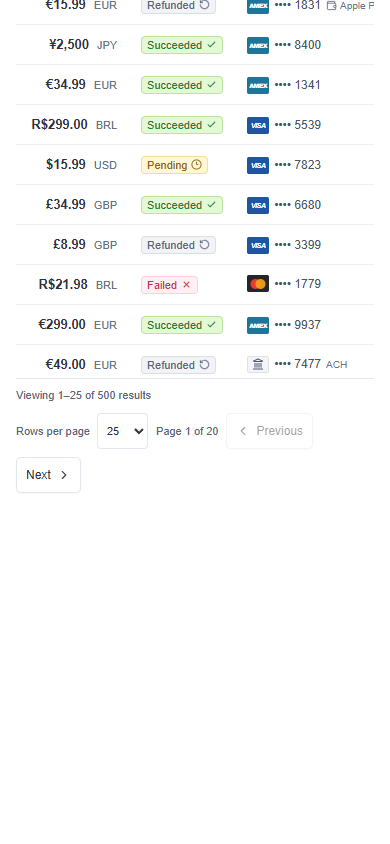 €15.99 EUR Refunded AMEX •••• 1831 Apple P
¥2,500 JPY Succeeded AMEX •••• 8400
€34.99 EUR Succeeded AMEX •••• 1341
R$299.00 BRL Succeeded VISA •••• 5539
$15.99 USD Pending VISA •••• 7823
£34.99 GBP Succeeded VISA •••• 6680
£8.99 GBP Refunded VISA •••• 3399
R$21.98 BRL Failed •••• 1779
€299.00 EUR Succeeded AMEX •••• 9937
€49.00 EUR Refunded •••• 7477 ACH
Viewing 1–25 of 500 results
Rows per page 25 Page 1 of 20 Previous
Next